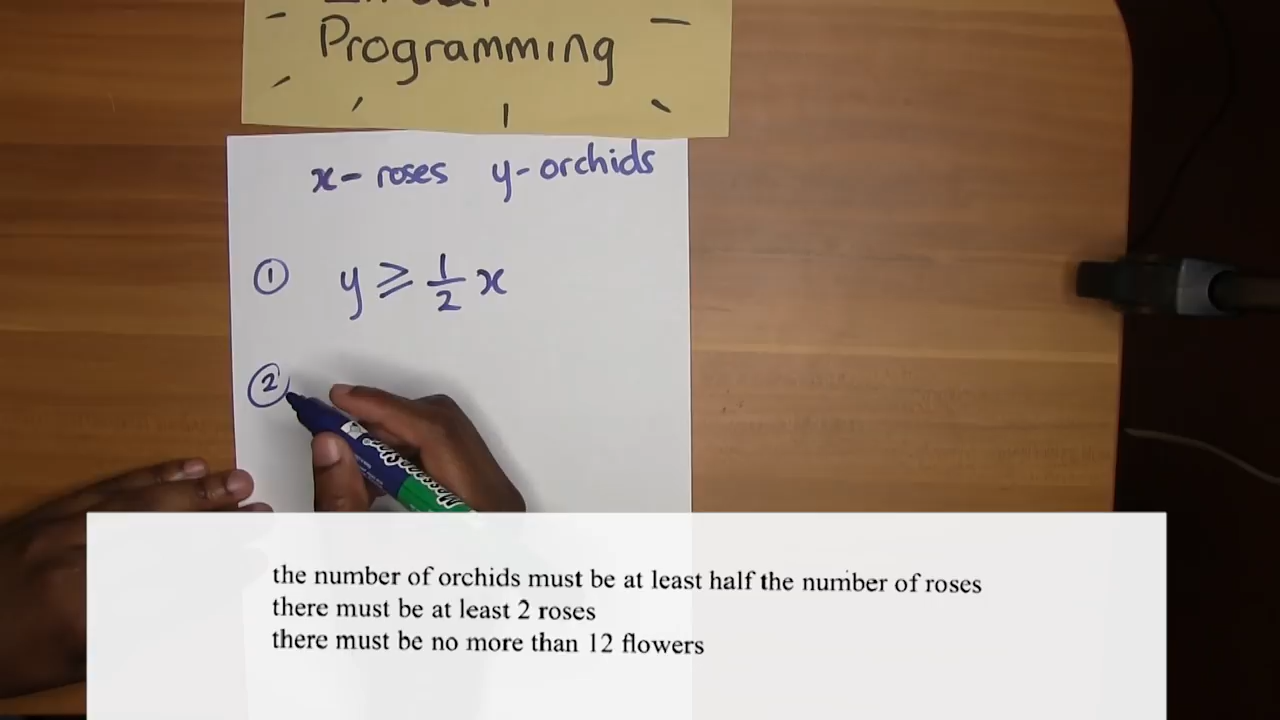 Programming
x - roses y - orchids
① y ≥ 1/2 x
②
the number of orchids must be at least half the number of roses
there must be at least 2 roses
there must be no more than 12 flowers